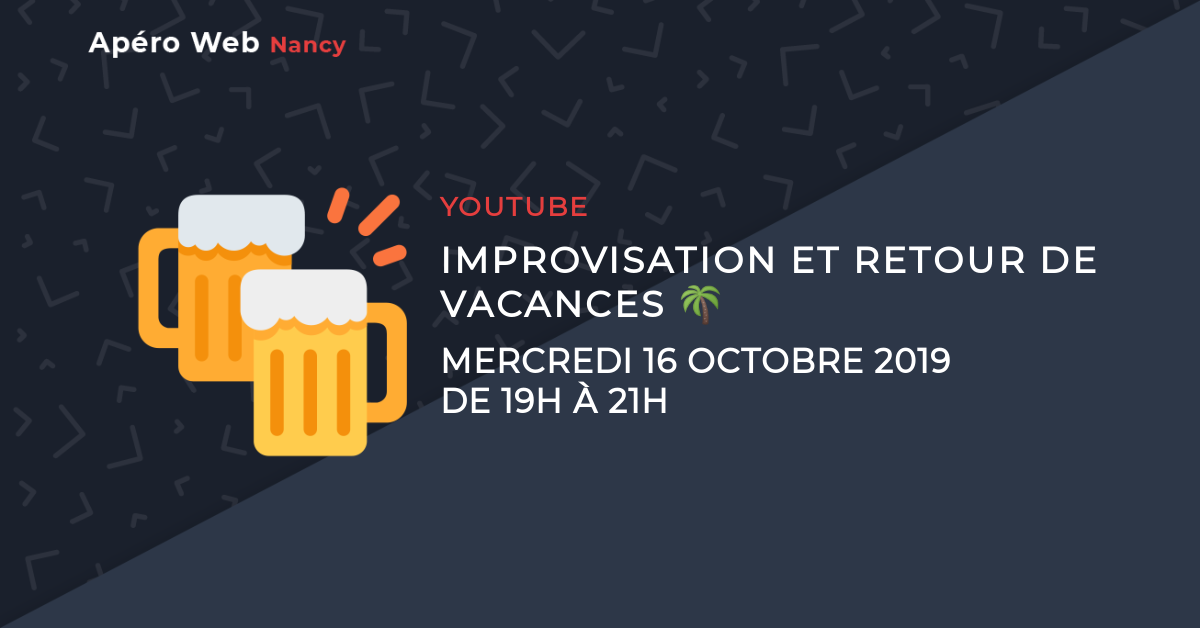 Apéro Web Nancy
YOUTUBE
IMPROVISATION ET RETOUR DE
VACANCES 🌴
MERCREDI 16 OCTOBRE 2019
DE 19H À 21H